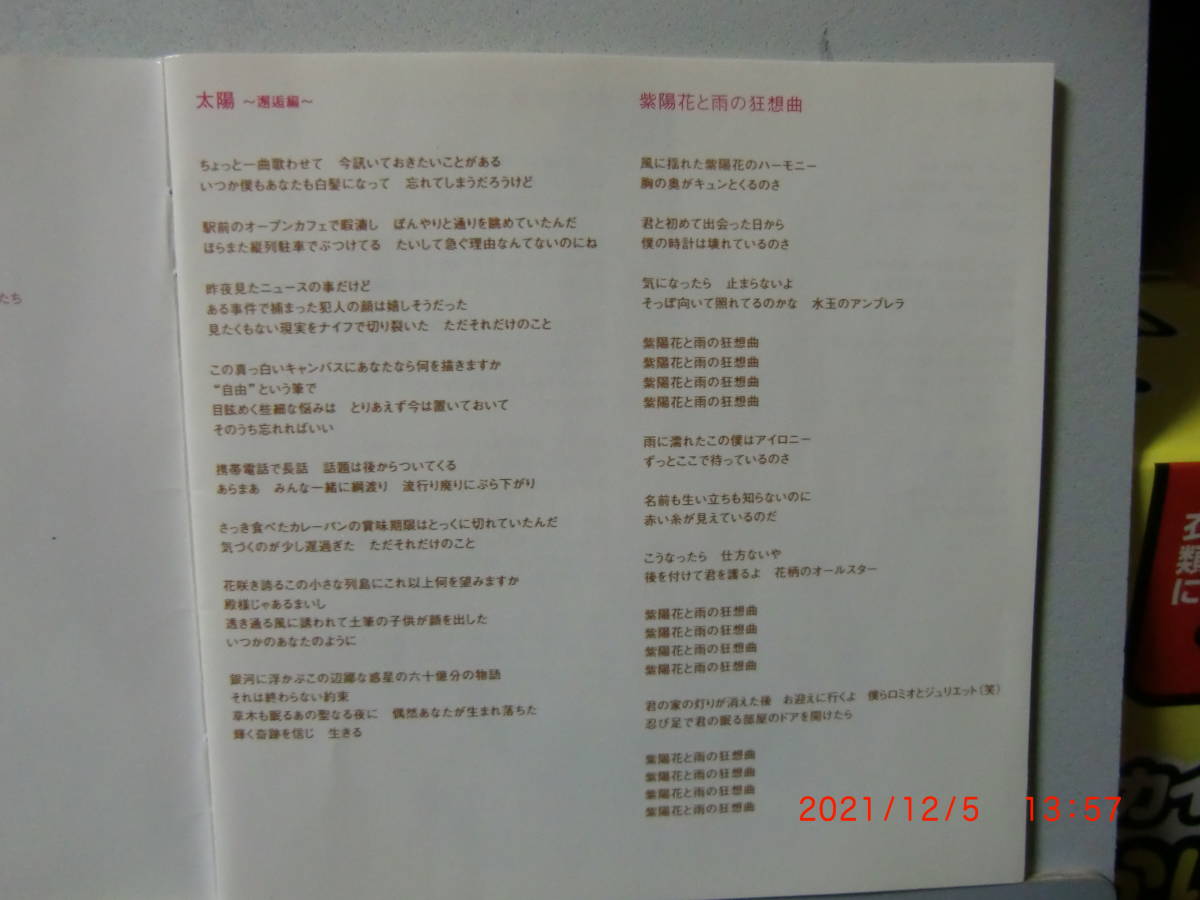 たち
太陽 ～邂逅編～
ちょっと一曲歌わせて　今訊いておきたいことがある
いつか僕もあなたも白髪になって　忘れてしまうだろうけど
駅前のオープンカフェで暇潰し　ぼんやりと通りを眺めていたんだ
ほらまた縦列駐車でぶつけてる　たいして急ぐ理由なんてないのにね
昨夜見たニュースの事だけど
ある事件で捕まった犯人の顔は嬉しそうだった
見たくもない現実をナイフで切り裂いた　ただそれだけのこと
この真っ白いキャンバスにあなたなら何を描きますか
“自由”という筆で
目眩めく些細な悩みは　とりあえず今は置いておいて
そのうち忘れればいい
携帯電話で長話　話題は後からついてくる
あらまあ　みんな一緒に綱渡り　流行り廃りにぶら下がり
さっき食べたカレーパンの賞味期限はとっくに切れていたんだ
気づくのが少し遅過ぎた　ただそれだけのこと
花咲き誇るこの小さな列島にこれ以上何を望みますか
殿様じゃあるまいし
透き通る風に誘われて土筆の子供が顔を出した
いつかのあなたのように
銀河に浮かぶこの辺鄙な惑星の六十億分の物語
それは終わらない約束
草木も眠るあの聖なる夜に　偶然あなたが生まれ落ちた
輝く奇跡を信じ　生きる
紫陽花と雨の狂想曲
風に揺れた紫陽花のハーモニー
胸の奥がキュンとくるのさ
君と初めて出会った日から
僕の時計は壊れているのさ
気になったら　止まらないよ
そっぽ向いて照れてるのかな　水玉のアンブレラ
紫陽花と雨の狂想曲
紫陽花と雨の狂想曲
紫陽花と雨の狂想曲
紫陽花と雨の狂想曲
雨に濡れたこの僕はアイロニー
ずっとここで待っているのさ
名前も生い立ちも知らないのに
赤い糸が見えているのだ
こうなったら　仕方ないや
後を付けて君を護るよ　花柄のオールスター
紫陽花と雨の狂想曲
紫陽花と雨の狂想曲
紫陽花と雨の狂想曲
紫陽花と雨の狂想曲
君の家の灯りが消えた後　お迎えに行くよ　僕らロミオとジュリエット（笑）
忍び足で君の眠る部屋のドアを開けたら
紫陽花と雨の狂想曲
紫陽花と雨の狂想曲
紫陽花と雨の狂想曲
紫陽花と雨の狂想曲
衣類に
カイ
2021/12/5 13:57